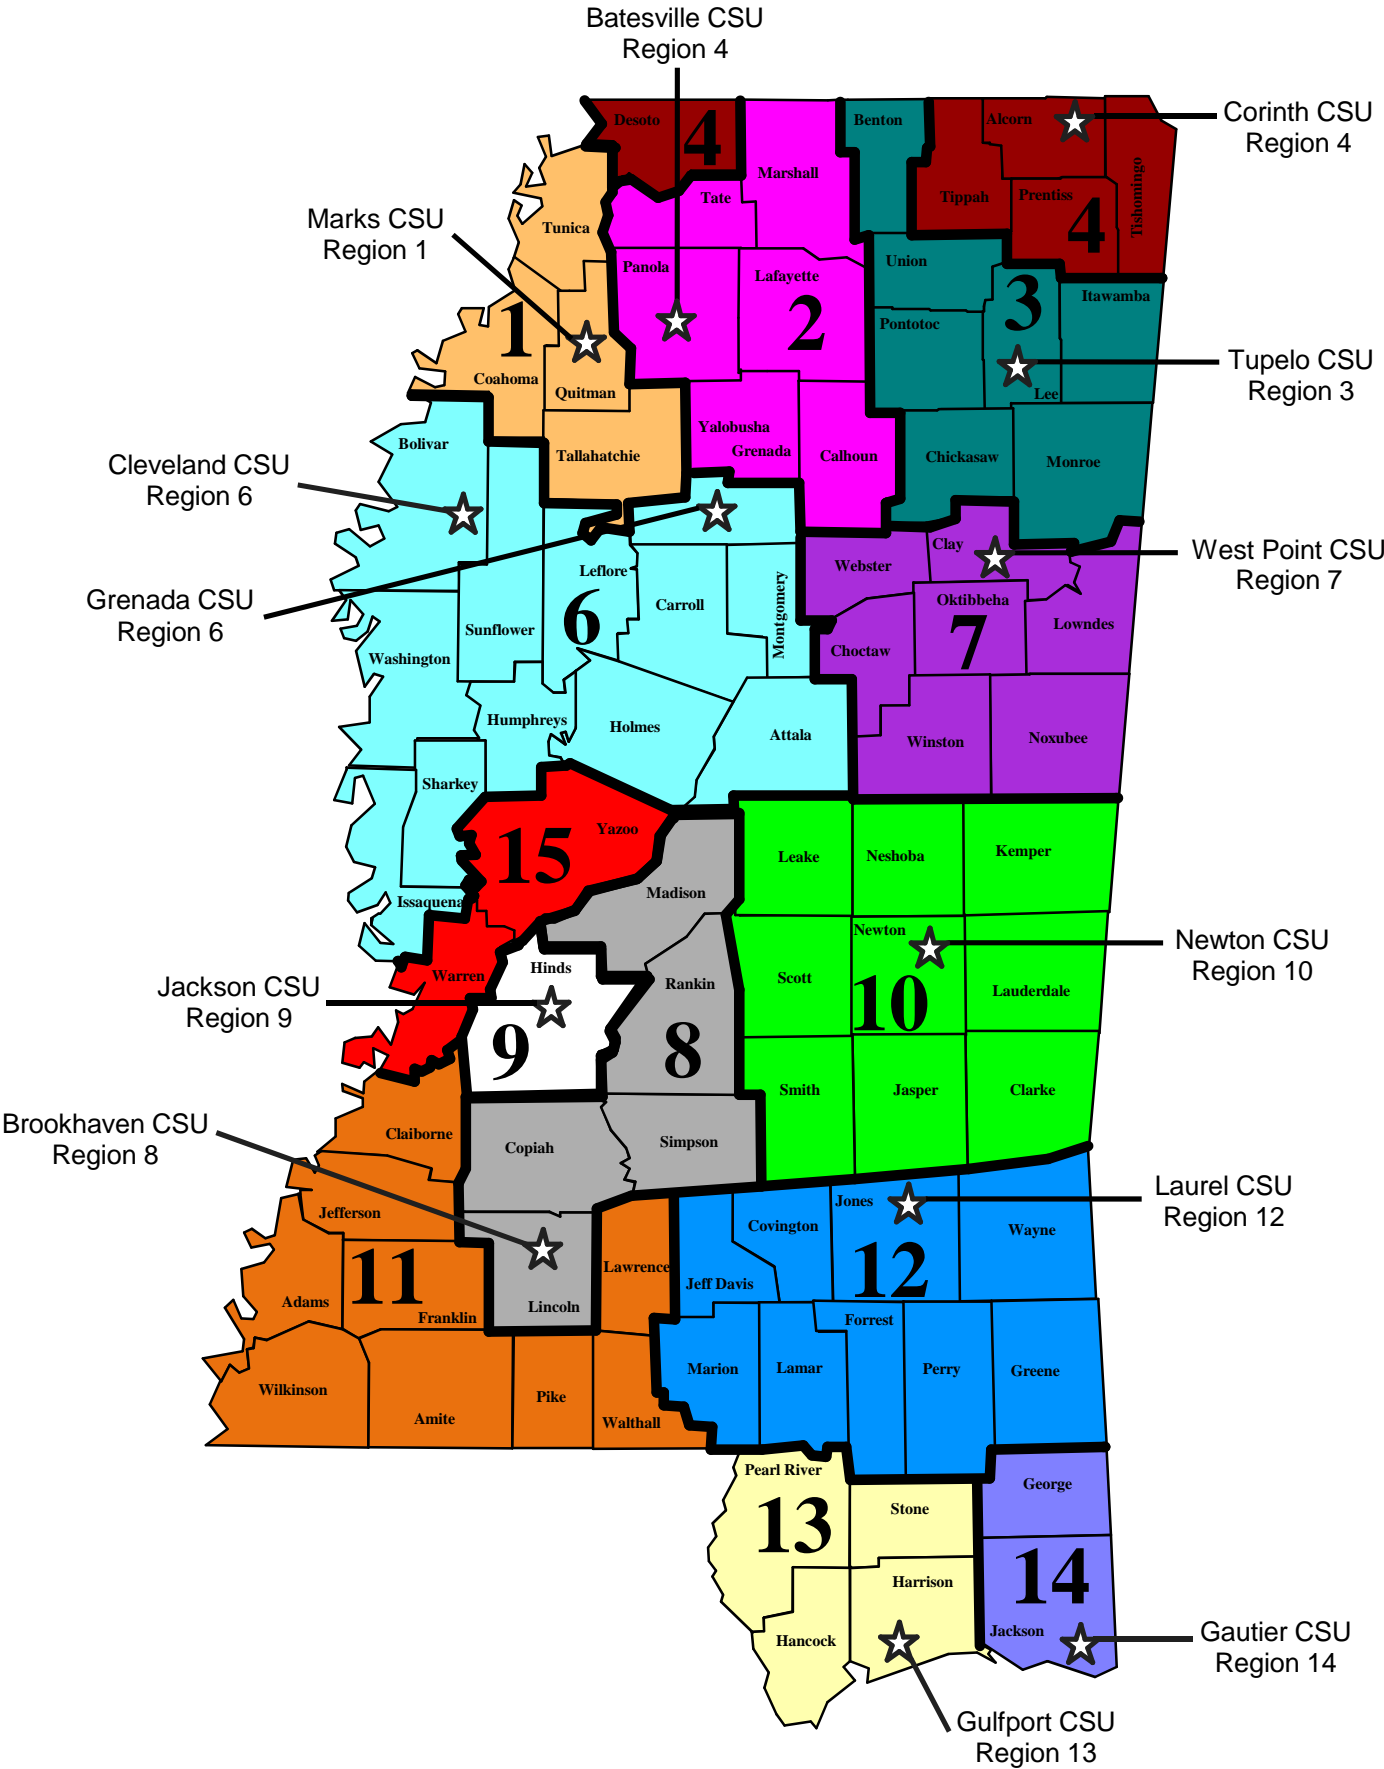 Batesville CSU
Region 4
Desoto
4
Benton
Alcorn
Corinth CSU
Region 4
Marshall
Tate
Tippah
Prentiss
Tishomingo
4
Marks CSU
Region 1
Tunica
Panola
Lafayette
2
Union
3
Itawamba
1
Pontotoc
Coahoma
Quitman
Lee
Tupelo CSU
Region 3
Bolivar
Tallahatchie
Yalobusha
Grenada
Calhoun
Chickasaw
Monroe
Cleveland CSU
Region 6
Clay
Webster
West Point CSU
Region 7
Grenada CSU
Region 6
Leflore
6
Carroll
Montgomery
Oktibbeha
7
Lowndes
Sunflower
Washington
Choctaw
Humphreys
Holmes
Attala
Winston
Noxubee
Sharkey
15
Yazoo
Leake
Neshoba
Kemper
Madison
Issaquena
Newton
Newton CSU
Region 10
Warren
Hinds
Rankin
Scott
10
Lauderdale
Jackson CSU
Region 9
9
8
Smith
Jasper
Clarke
Brookhaven CSU
Region 8
Claiborne
Copiah
Simpson
Jefferson
Jones
Laurel CSU
Region 12
Covington
Wayne
11
Lawrence
Jeff Davis
12
Adams
Franklin
Lincoln
Forrest
Wilkinson
Marion
Lamar
Perry
Greene
Amite
Pike
Walthall
Pearl River
13
Stone
George
Harrison
14
Hancock
Jackson
Gautier CSU
Region 14
Gulfport CSU
Region 13